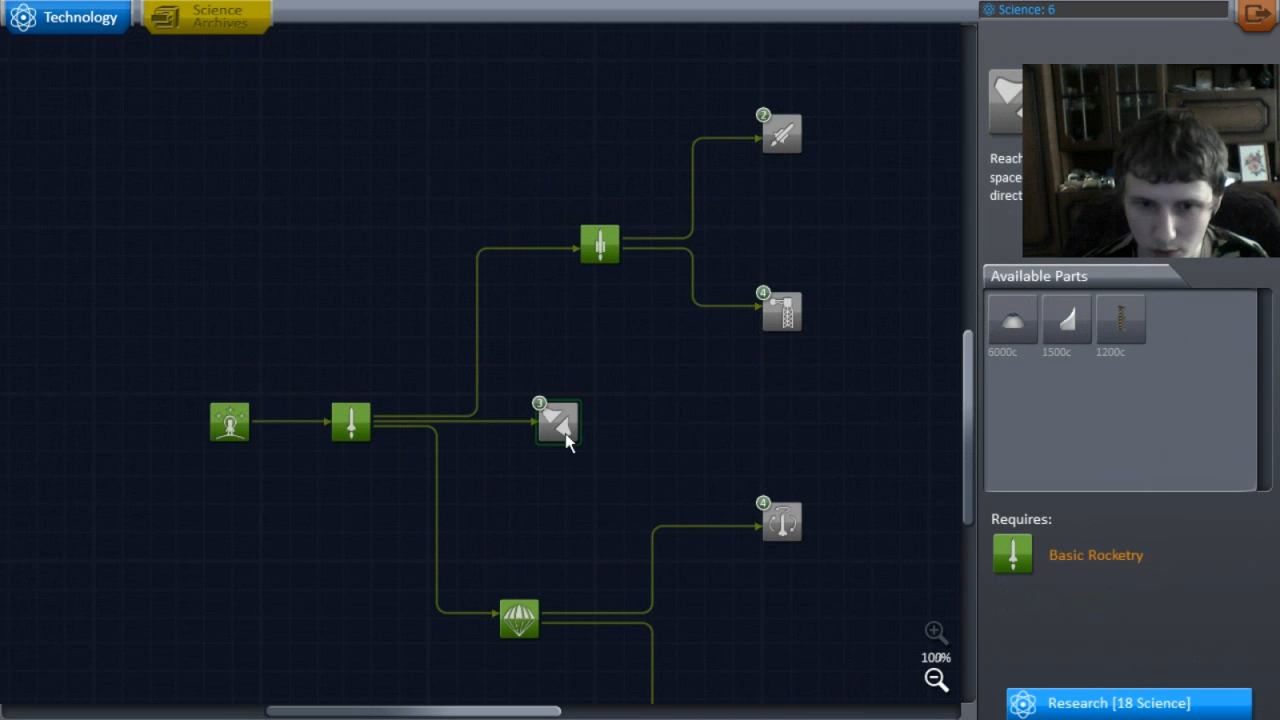 Technology
Science
Archives
Science: 6
Reach
space
direct
Available Parts
6000c 1500c 1200c
2
4
3
4
Requires:
Basic Rocketry
100%
Research [18 Science]